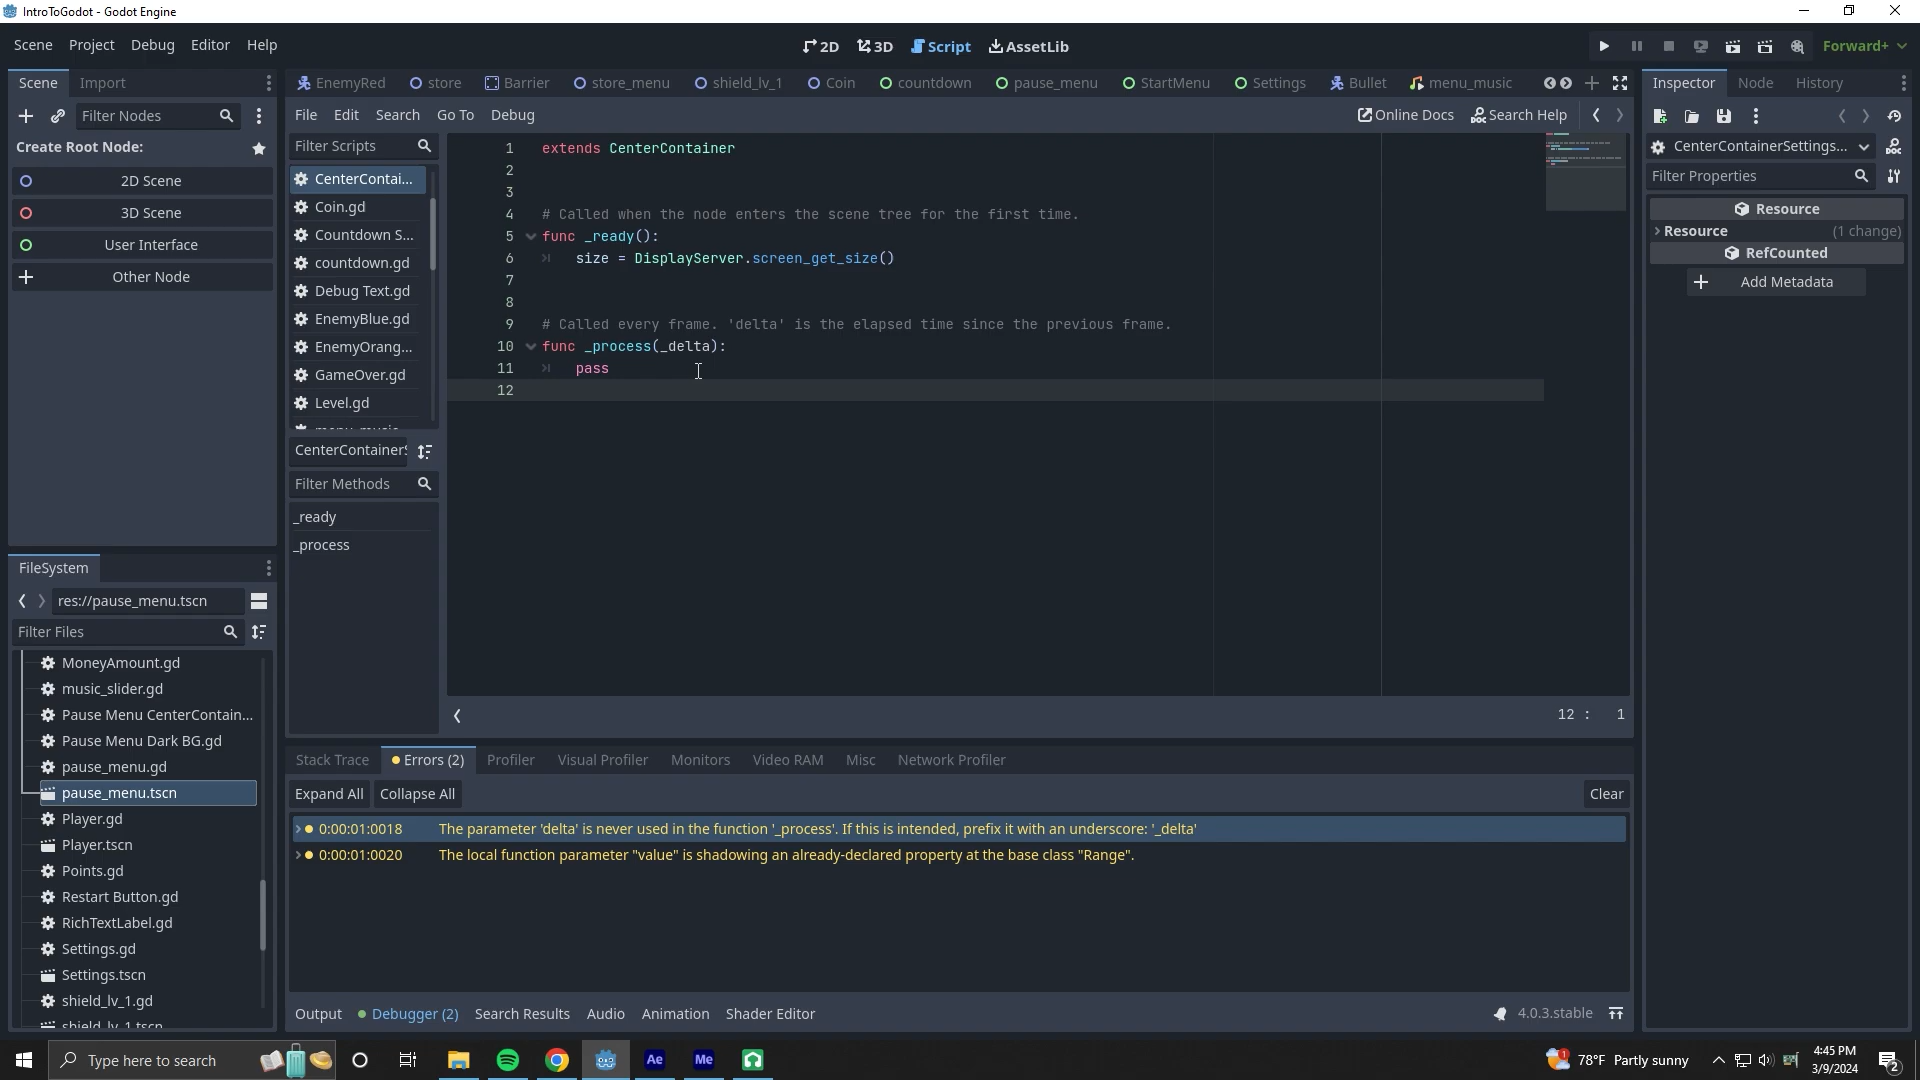 IntroToGodot - Godot Engine
Scene Project Debug Editor Help
2D 3D Script AssetLib
Forward+
Scene Import
Filter Nodes
Create Root Node:
2D Scene
3D Scene
User Interface
Other Node
EnemyRed store Barrier store_menu shield_lv_1 Coin countdown pause_menu StartMenu Settings Bullet menu_music
File Edit Search Go To Debug
Online Docs Search Help
Filter Scripts
CenterContai...
Coin.gd
Countdown S...
countdown.gd
Debug Text.gd
EnemyBlue.gd
EnemyOrang...
GameOver.gd
Level.gd
CenterContainerS
Filter Methods
_ready
_process
1 extends CenterContainer
2
3
4 # Called when the node enters the scene tree for the first time.
5 func _ready():
6 size = DisplayServer.screen_get_size()
7
8
9 # Called every frame. 'delta' is the elapsed time since the previous frame.
10 func _process(_delta):
11 pass
12
12 : 1
Inspector Node History
CenterContainerSettings...
Filter Properties
Resource
Resource (1 change)
RefCounted
Add Metadata
FileSystem
res://pause_menu.tscn
Filter Files
MoneyAmount.gd
music_slider.gd
Pause Menu CenterContain...
Pause Menu Dark BG.gd
pause_menu.gd
pause_menu.tscn
Player.gd
Player.tscn
Points.gd
Restart Button.gd
RichTextLabel.gd
Settings.gd
Settings.tscn
shield_lv_1.gd
shield_lv_1.tscn
Stack Trace Errors (2) Profiler Visual Profiler Monitors Video RAM Misc Network Profiler
Expand All Collapse All Clear
0:00:01:0018 The parameter 'delta' is never used in the function '_process'. If this is intended, prefix it with an underscore: '_delta'
0:00:01:0020 The local function parameter "value" is shadowing an already-declared property at the base class "Range".
Output Debugger (2) Search Results Audio Animation Shader Editor
4.0.3.stable
Type here to search
Ae
Me
78°F Partly sunny
4:45 PM
3/9/2024
2